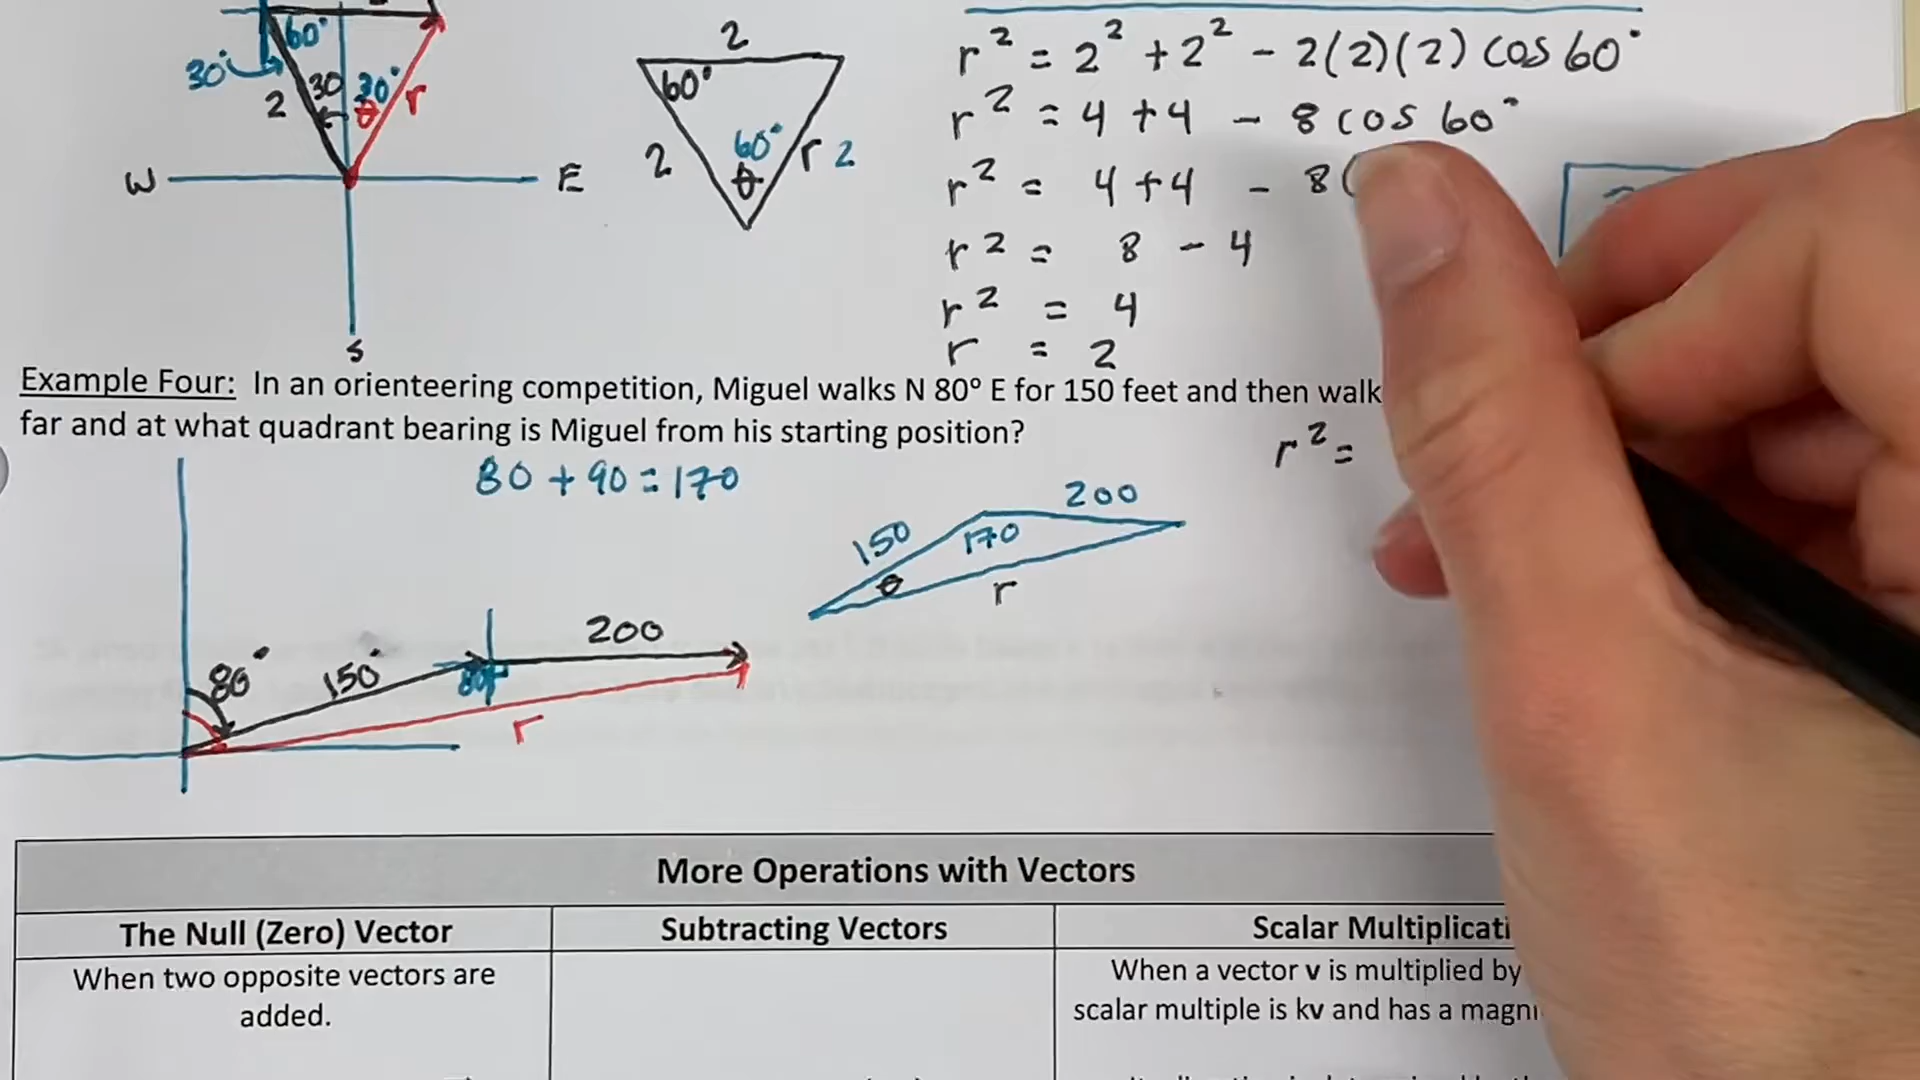 60°
30°
30
30°
2
θ
r
W
E
S
2
60°
2
60°
θ
r 2
r² = 2² + 2² - 2(2)(2) cos 60°
r² = 4 + 4 - 8 cos 60°
r² = 4 + 4 - 8(
r² = 8 - 4
r² = 4
r = 2
Example Four: In an orienteering competition, Miguel walks N 80° E for 150 feet and then walk
far and at what quadrant bearing is Miguel from his starting position?
r² =
80 + 90 = 170
200
150
170
θ
r
80°
150
200
80
r
More Operations with Vectors
The Null (Zero) Vector
Subtracting Vectors
Scalar Multiplicati
When two opposite vectors are
added.
When a vector v is multiplied by
scalar multiple is kv and has a magni